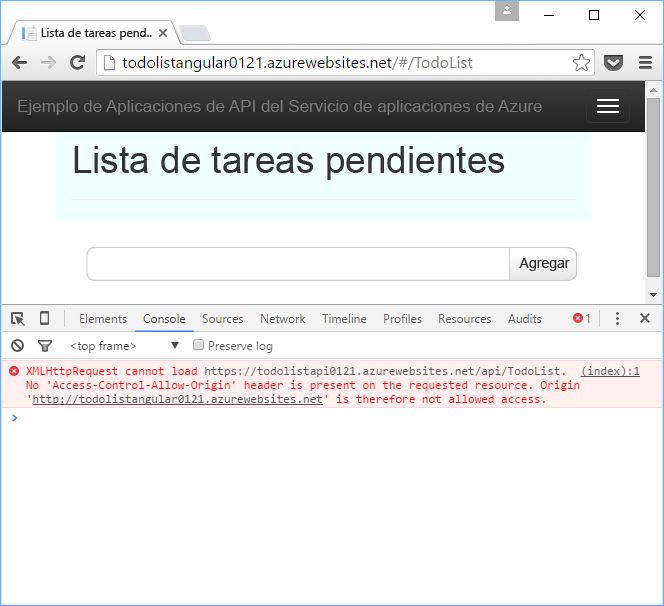 Lista de tareas pend..
todolistangular0121.azurewebsites.net/#/TodoList
Ejemplo de Aplicaciones de API del Servicio de aplicaciones de Azure
Lista de tareas pendientes
Agregar
Elements Console Sources Network Timeline Profiles Resources Audits 1
<top frame> Preserve log
XMLHttpRequest cannot load https://todolistapi0121.azurewebsites.net/api/TodoList. (index):1
No 'Access-Control-Allow-Origin' header is present on the requested resource. Origin
'http://todolistangular0121.azurewebsites.net' is therefore not allowed access.